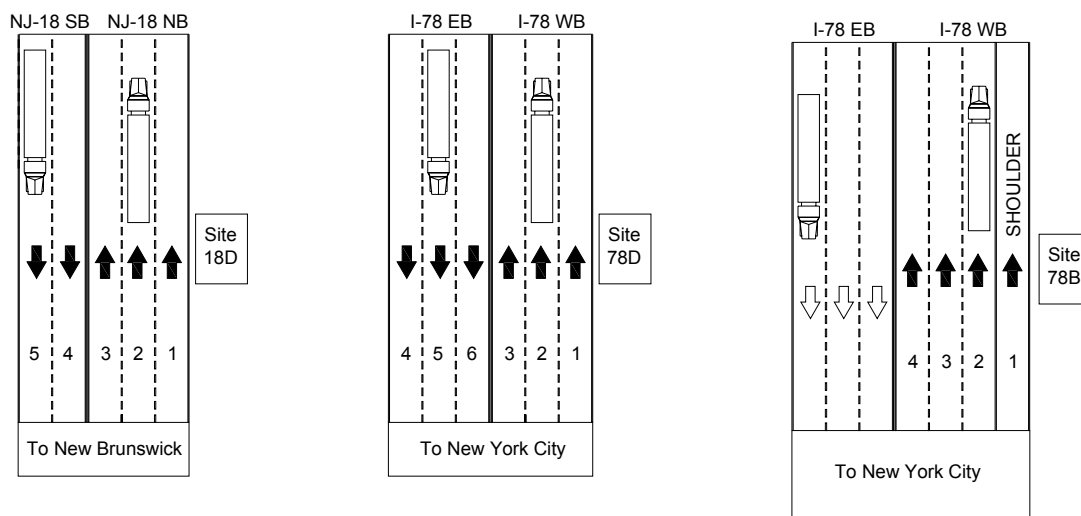 NJ-18 SB NJ-18 NB
Site
18D
5 4 3 2 1
To New Brunswick
I-78 EB I-78 WB
Site
78D
4 5 6 3 2 1
To New York City
I-78 EB I-78 WB
SHOULDER
Site
78B
4 3 2 1
To New York City